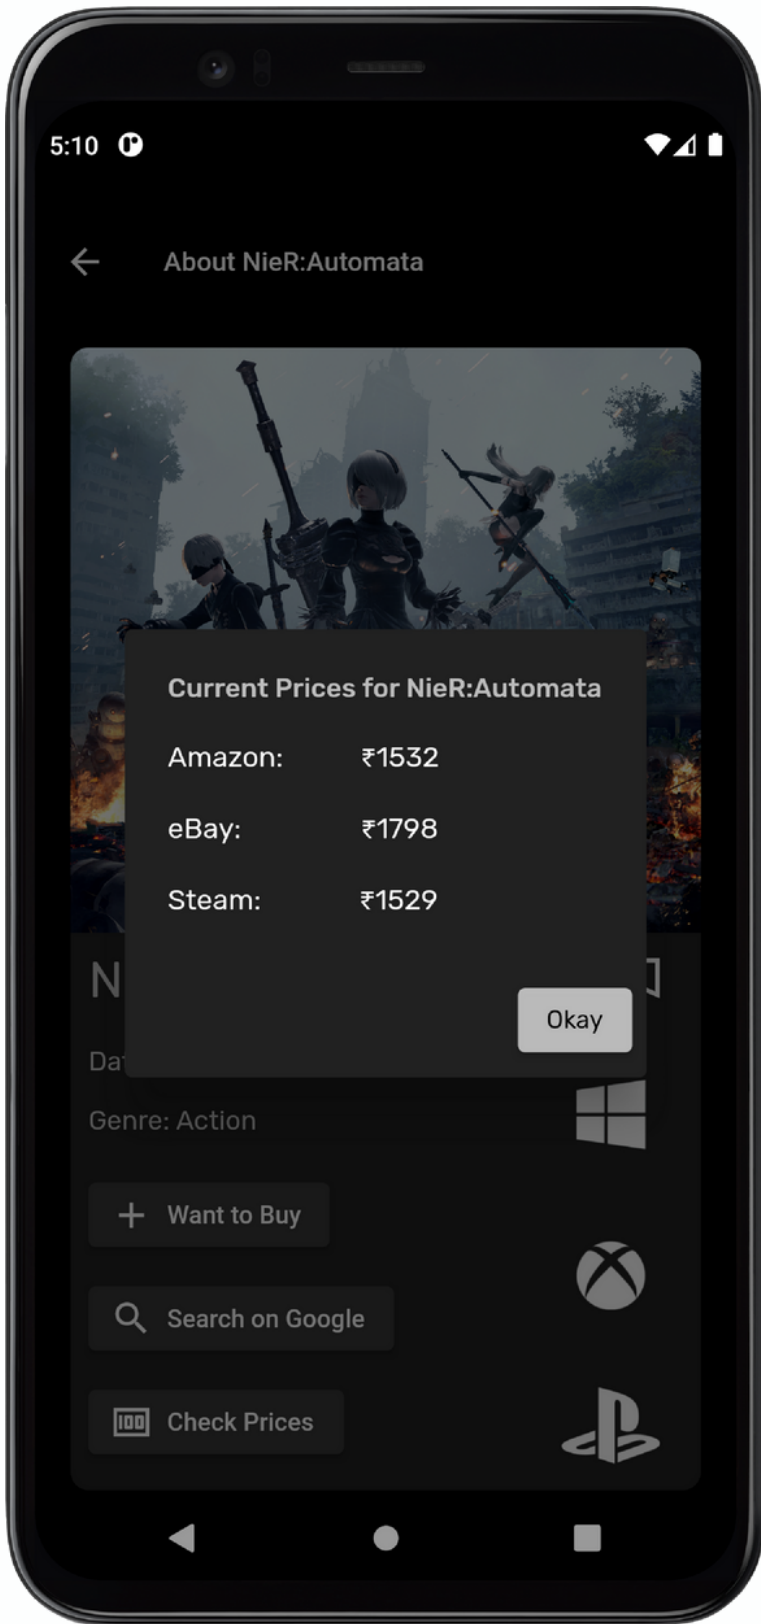 5:10
About NieR:Automata
Current Prices for NieR:Automata
Amazon: ₹1532
eBay: ₹1798
Steam: ₹1529
Okay
Genre: Action
Want to Buy
Search on Google
100 Check Prices